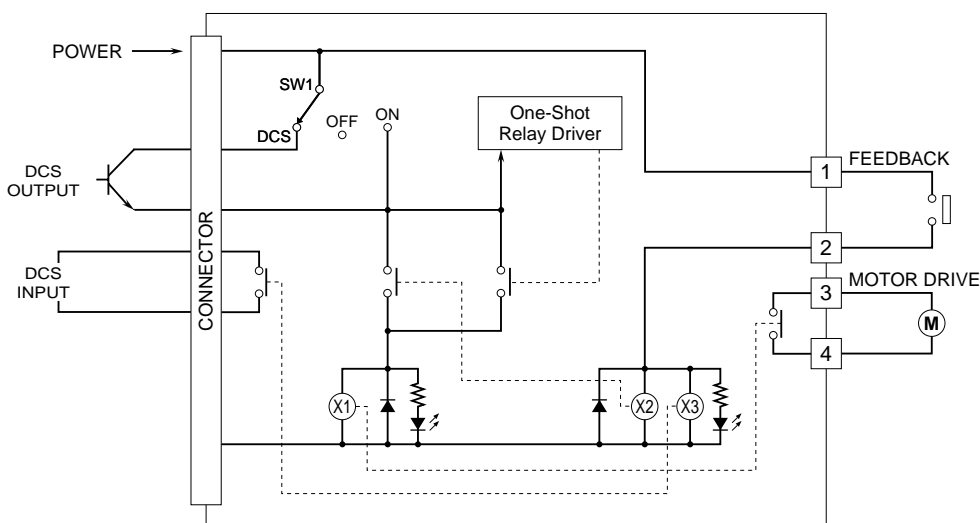 POWER
SW1
DCS
OFF
ON
One-Shot
Relay Driver
DCS
OUTPUT
DCS
INPUT
CONNECTOR
1
FEEDBACK
2
3
MOTOR DRIVE
4
M
X1
X2
X3